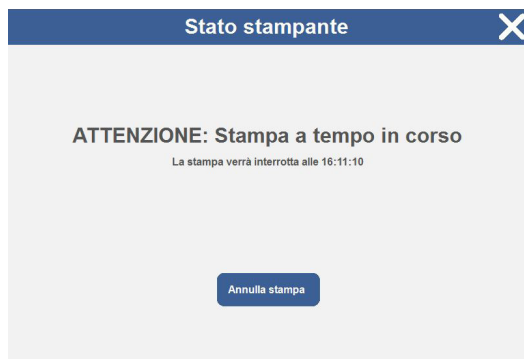 Stato stampante
ATTENZIONE: Stampa a tempo in corso
La stampa verrà interrotta alle 16:11:10
Annulla stampa